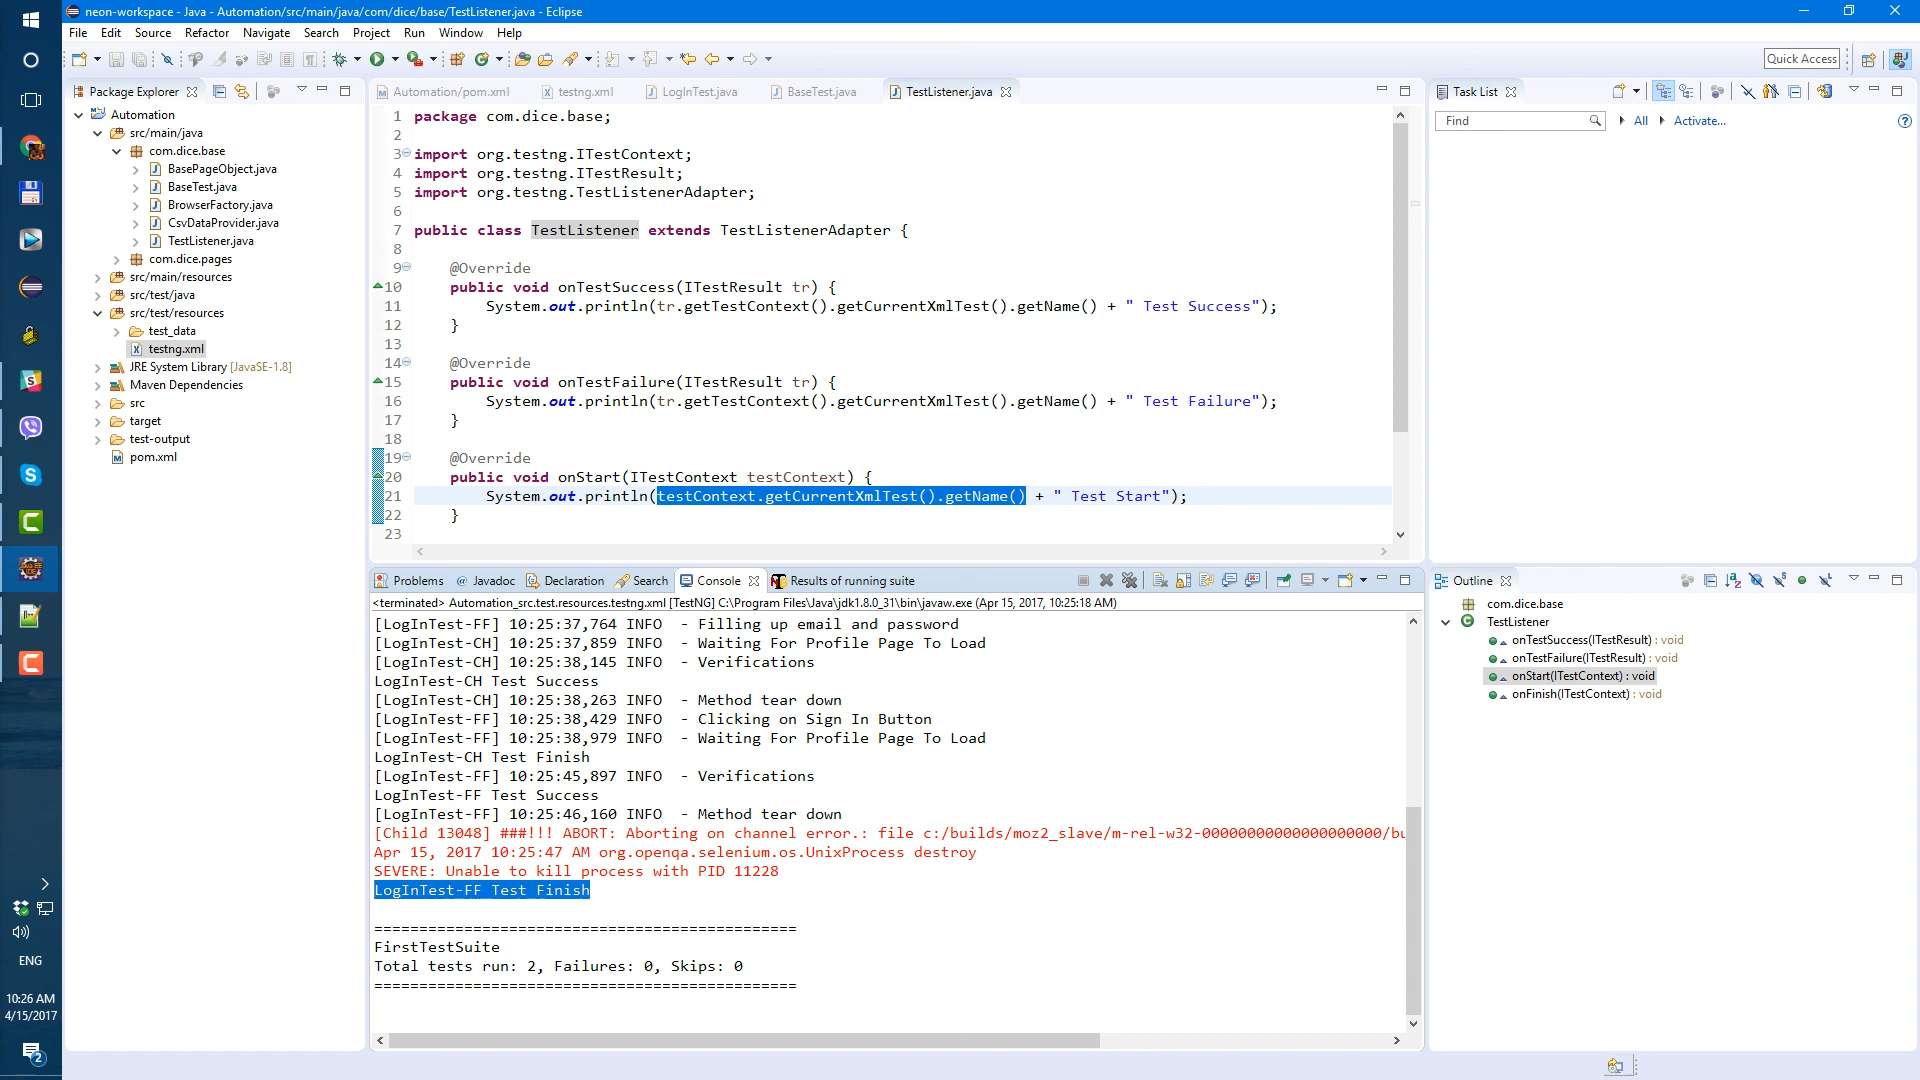 neon-workspace - Java - Automation/src/main/java/com/dice/base/TestListener.java - Eclipse
File Edit Source Refactor Navigate Search Project Run Window Help
Quick Access
Package Explorer
Automation
src/main/java
com.dice.base
BasePageObject.java
BaseTest.java
BrowserFactory.java
CsvDataProvider.java
TestListener.java
com.dice.pages
src/main/resources
src/test/java
src/test/resources
test_data
testng.xml
JRE System Library [JavaSE-1.8]
Maven Dependencies
src
target
test-output
pom.xml
Automation/pom.xml testng.xml LogInTest.java BaseTest.java TestListener.java
1 package com.dice.base;
2
3 import org.testng.ITestContext;
4 import org.testng.ITestResult;
5 import org.testng.TestListenerAdapter;
6
7 public class TestListener extends TestListenerAdapter {
8
9 @Override
10 public void onTestSuccess(ITestResult tr) {
11 System.out.println(tr.getTestContext().getCurrentXmlTest().getName() + " Test Success");
12 }
13
14 @Override
15 public void onTestFailure(ITestResult tr) {
16 System.out.println(tr.getTestContext().getCurrentXmlTest().getName() + " Test Failure");
17 }
18
19 @Override
20 public void onStart(ITestContext testContext) {
21 System.out.println(testContext.getCurrentXmlTest().getName() + " Test Start");
22 }
23
Task List
Find All Activate...
Problems Javadoc Declaration Search Console Results of running suite
<terminated> Automation_src.test.resources.testng.xml [TestNG] C:\Program Files\Java\jdk1.8.0_31\bin\javaw.exe (Apr 15, 2017, 10:25:18 AM)
[LogInTest-FF] 10:25:37,764 INFO - Filling up email and password
[LogInTest-CH] 10:25:37,859 INFO - Waiting For Profile Page To Load
[LogInTest-CH] 10:25:38,145 INFO - Verifications
LogInTest-CH Test Success
[LogInTest-CH] 10:25:38,263 INFO - Method tear down
[LogInTest-FF] 10:25:38,429 INFO - Clicking on Sign In Button
[LogInTest-FF] 10:25:38,979 INFO - Waiting For Profile Page To Load
LogInTest-CH Test Finish
[LogInTest-FF] 10:25:45,897 INFO - Verifications
LogInTest-FF Test Success
[LogInTest-FF] 10:25:46,160 INFO - Method tear down
[Child 13048] ###!!! ABORT: Aborting on channel error.: file c:/builds/moz2_slave/m-rel-w32-00000000000000000000/bu
Apr 15, 2017 10:25:47 AM org.openqa.selenium.os.UnixProcess destroy
SEVERE: Unable to kill process with PID 11228
LogInTest-FF Test Finish
===============================================
FirstTestSuite
Total tests run: 2, Failures: 0, Skips: 0
===============================================
Outline
com.dice.base
TestListener
onTestSuccess(ITestResult) : void
onTestFailure(ITestResult) : void
onStart(ITestContext) : void
onFinish(ITestContext) : void
ENG
10:26 AM
4/15/2017
2